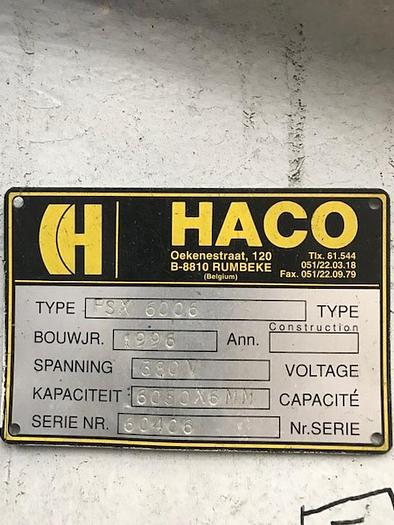 H HACO
Oekenestraat, 120 Tlx. 61.544
B-8810 RUMBEKE 051/22.03.18
(Belgium) Fax. 051/22.09.79
TYPE PSX 6006 TYPE
Construction
BOUWJR. 1996 Ann.
SPANNING 380V VOLTAGE
KAPACITEIT 6050X6MM CAPACITÉ
SERIE NR. 60406 Nr. SERIE